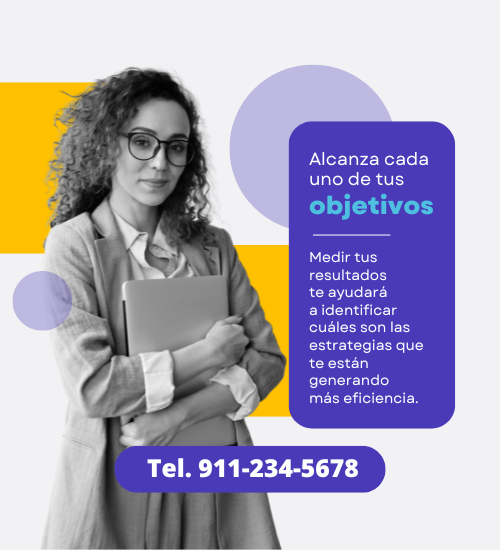 Alcanza cada
uno de tus
objetivos
Medir tus
resultados
te ayudará
a identificar
cuáles son las
estrategias que
te están
generando
más eficiencia.
Tel. 911-234-5678